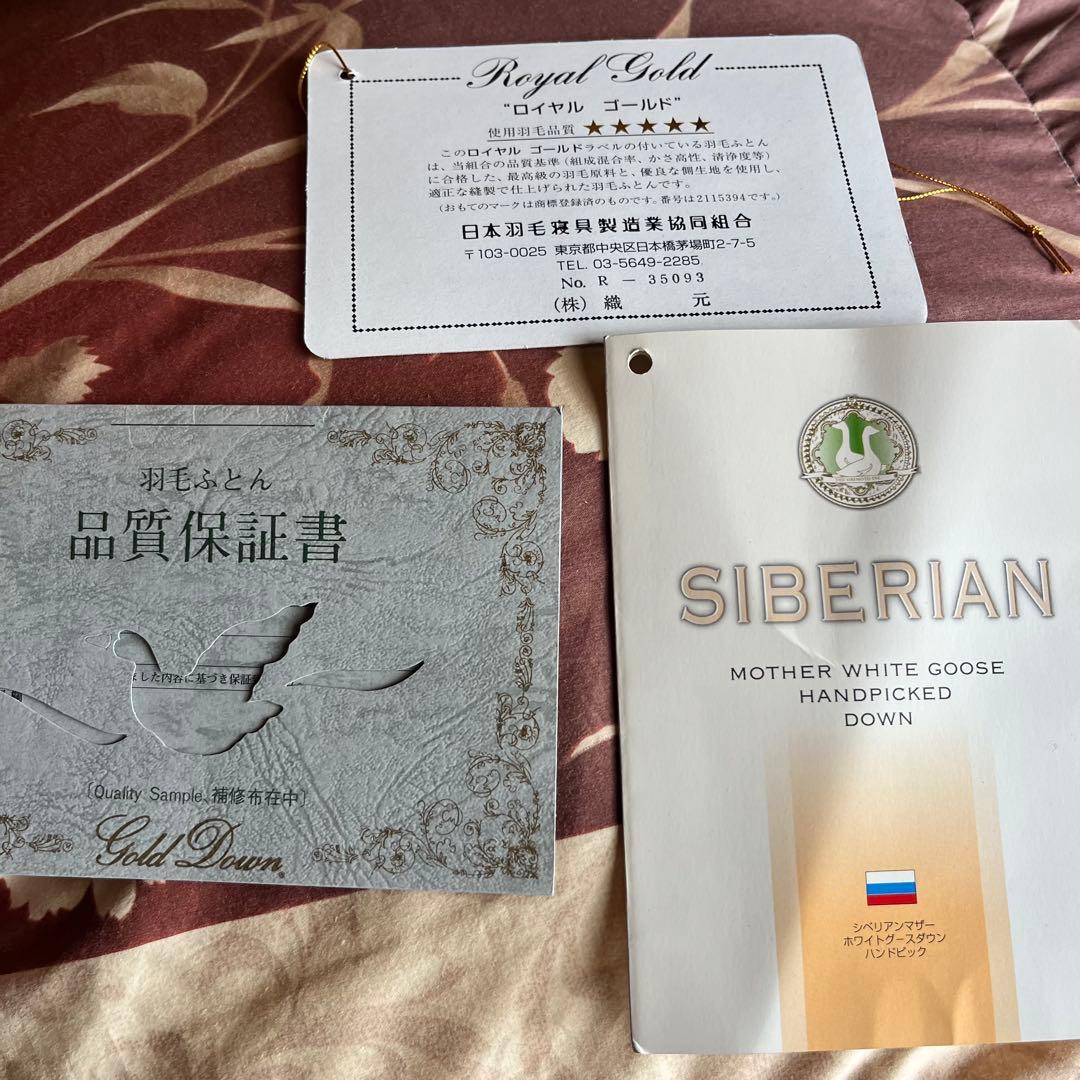 Royal Gold
"ロイヤル ゴールド"
使用羽毛品質 ★★★★★
このロイヤル ゴールドラベルの付いている羽毛ふとん
は、当組合の品質基準(組成混合率、かさ高性、清浄度等)
に合格した、最高級の羽毛原料と、優良な側生地を使用し、
適正な縫製で仕上げられた羽毛ふとんです。
(おもてのマークは商標登録済のものです。番号は2115394です。)
日本羽毛寝具製造業協同組合
〒103-0025 東京都中央区日本橋茅場町2-7-5
TEL. 03-5649-2285
No. R － 35093
(株) 織 元
羽毛ふとん
品質保証書
ました内容に基づき保証
〔Quality Sample、補修布在中〕
Gold Down®
SIBERIAN
MOTHER WHITE GOOSE
HANDPICKED
DOWN
シベリアンマザー
ホワイトグースダウン
ハンドピック